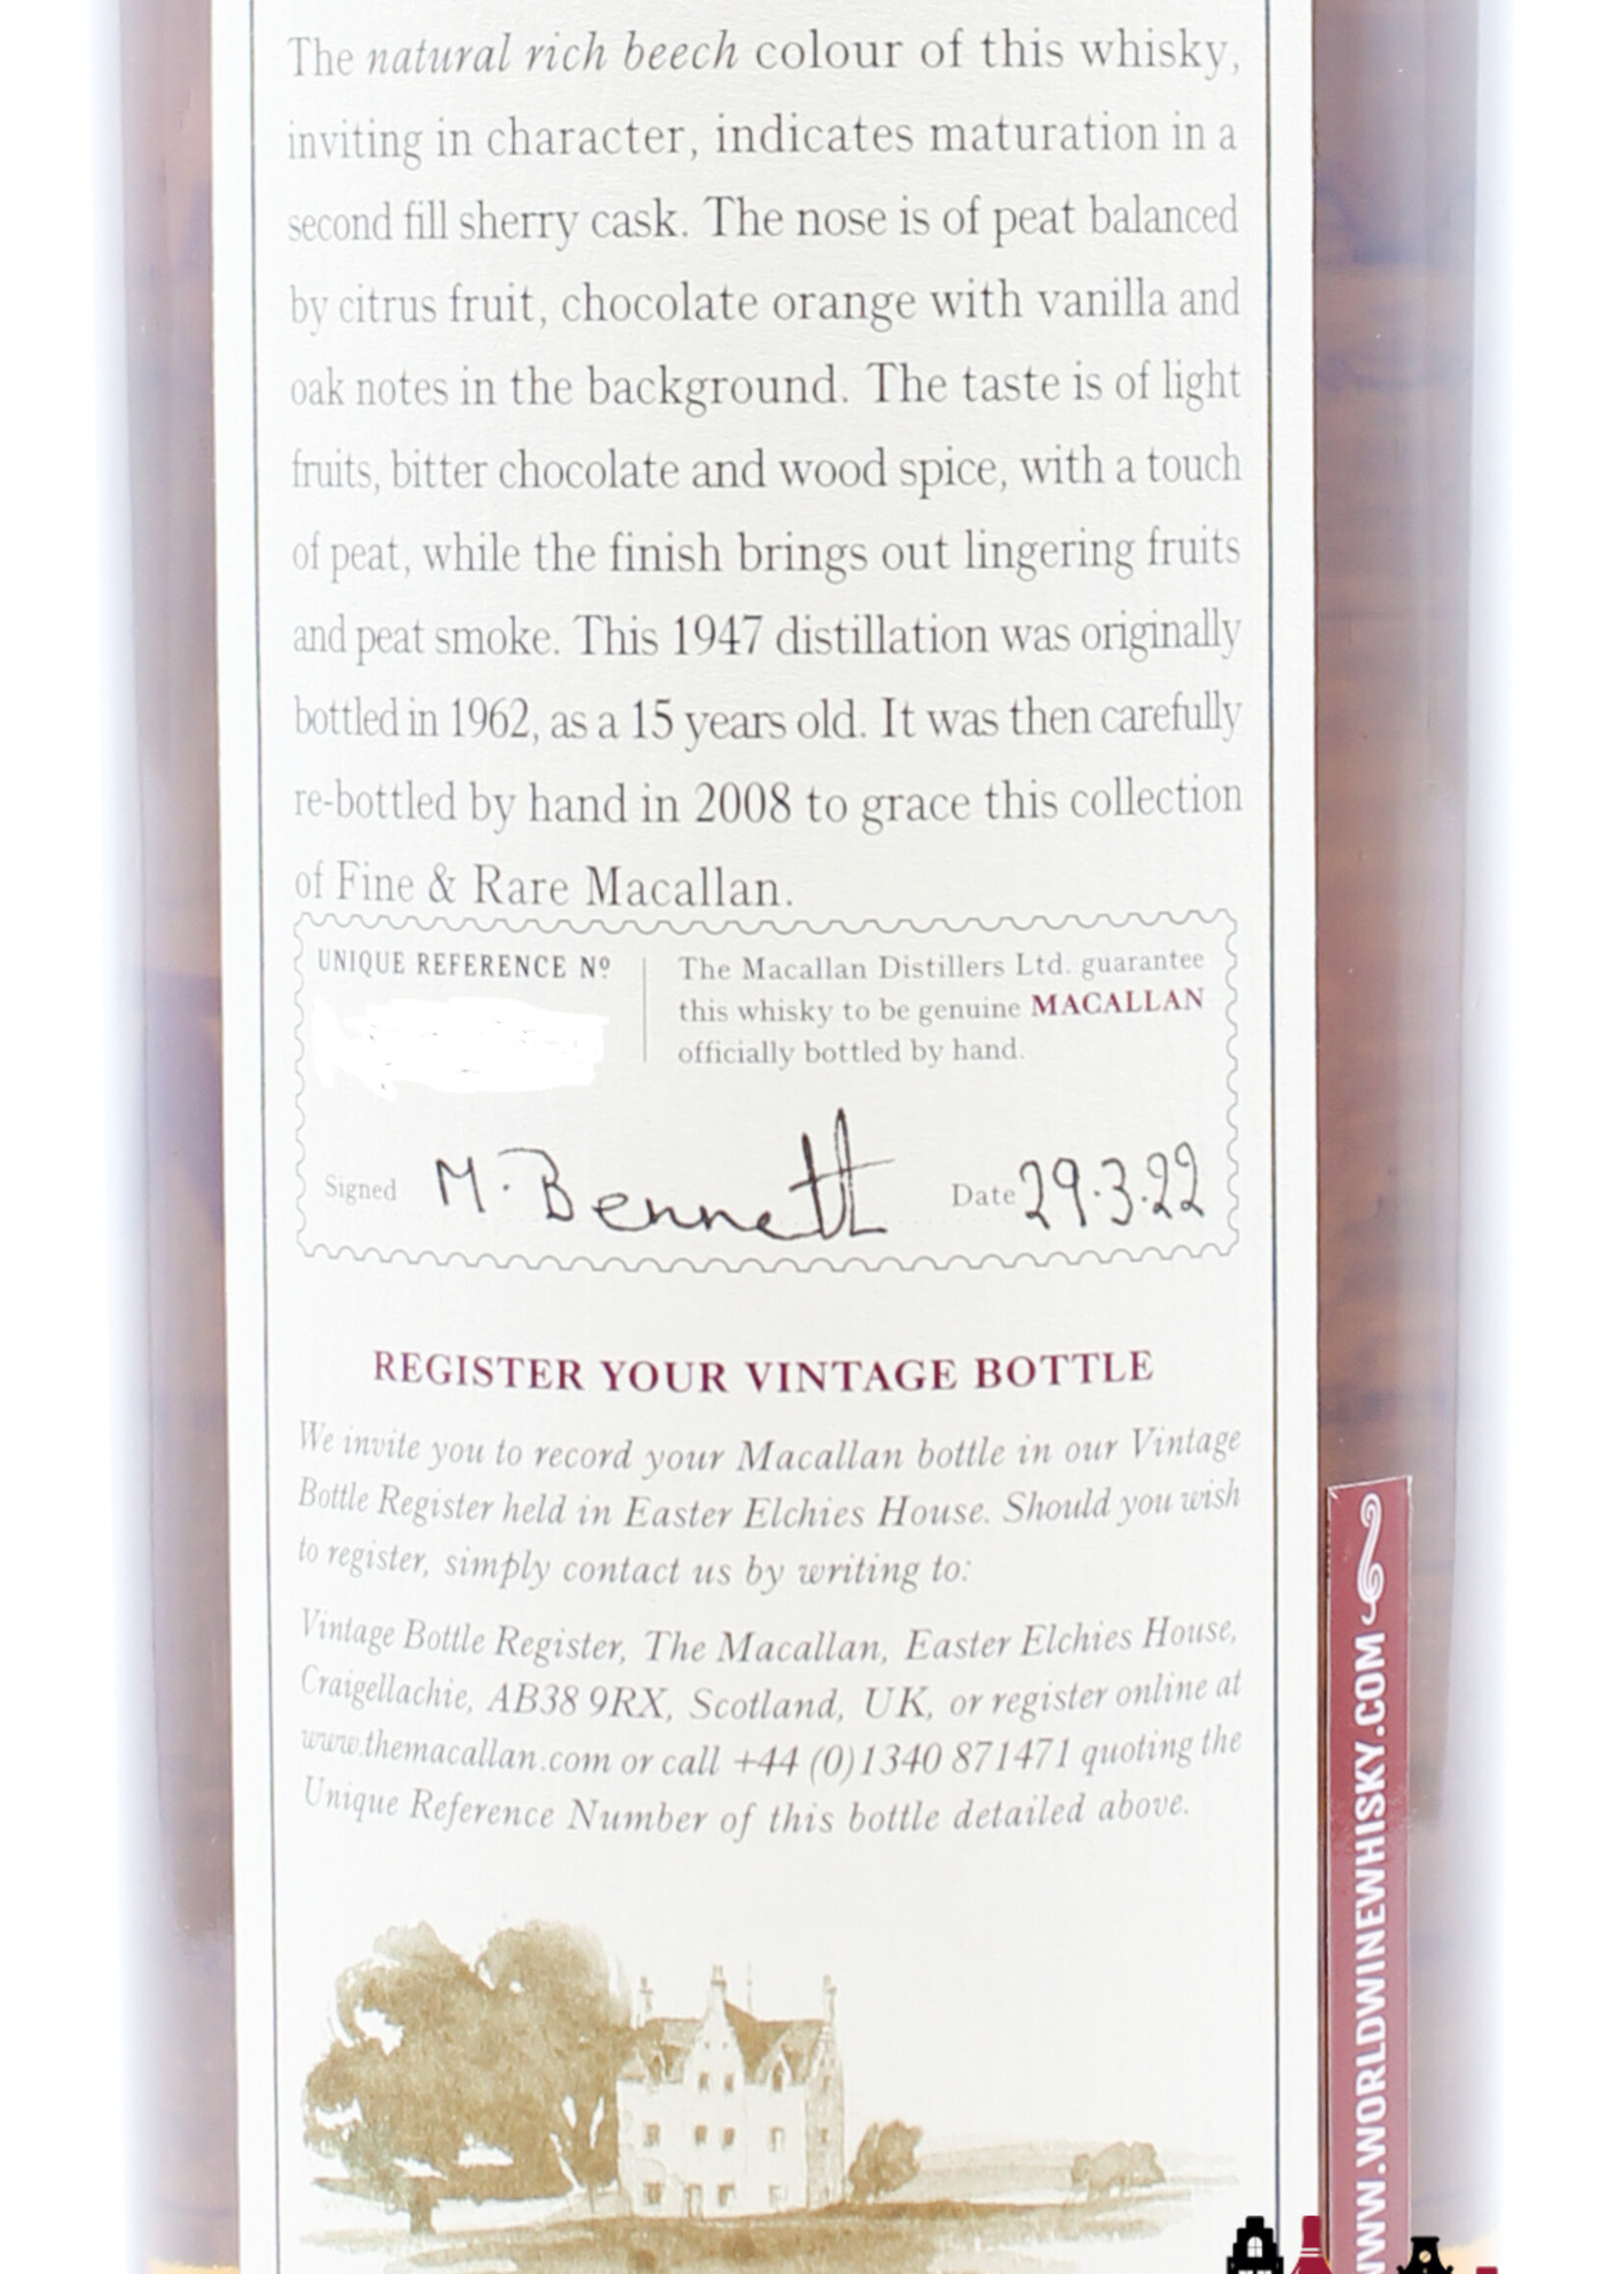 The natural rich beech colour of this whisky,
inviting in character, indicates maturation in a
second fill sherry cask. The nose is of peat balanced
by citrus fruit, chocolate orange with vanilla and
oak notes in the background. The taste is of light
fruits, bitter chocolate and wood spice, with a touch
of peat, while the finish brings out lingering fruits
and peat smoke. This 1947 distillation was originally
bottled in 1962, as a 15 years old. It was then carefully
re-bottled by hand in 2008 to grace this collection
of Fine & Rare Macallan.
UNIQUE REFERENCE Nº
The Macallan Distillers Ltd. guarantee
this whisky to be genuine MACALLAN
officially bottled by hand.
Signed M. Bennett Date 29.3.22
REGISTER YOUR VINTAGE BOTTLE
We invite you to record your Macallan bottle in our Vintage
Bottle Register held in Easter Elchies House. Should you wish
to register, simply contact us by writing to:
Vintage Bottle Register, The Macallan, Easter Elchies House,
Craigellachie, AB38 9RX, Scotland, UK, or register online at
www.themacallan.com or call +44 (0)1340 871471 quoting the
Unique Reference Number of this bottle detailed above.
WWW.WORLDWINEWHISKY.COM